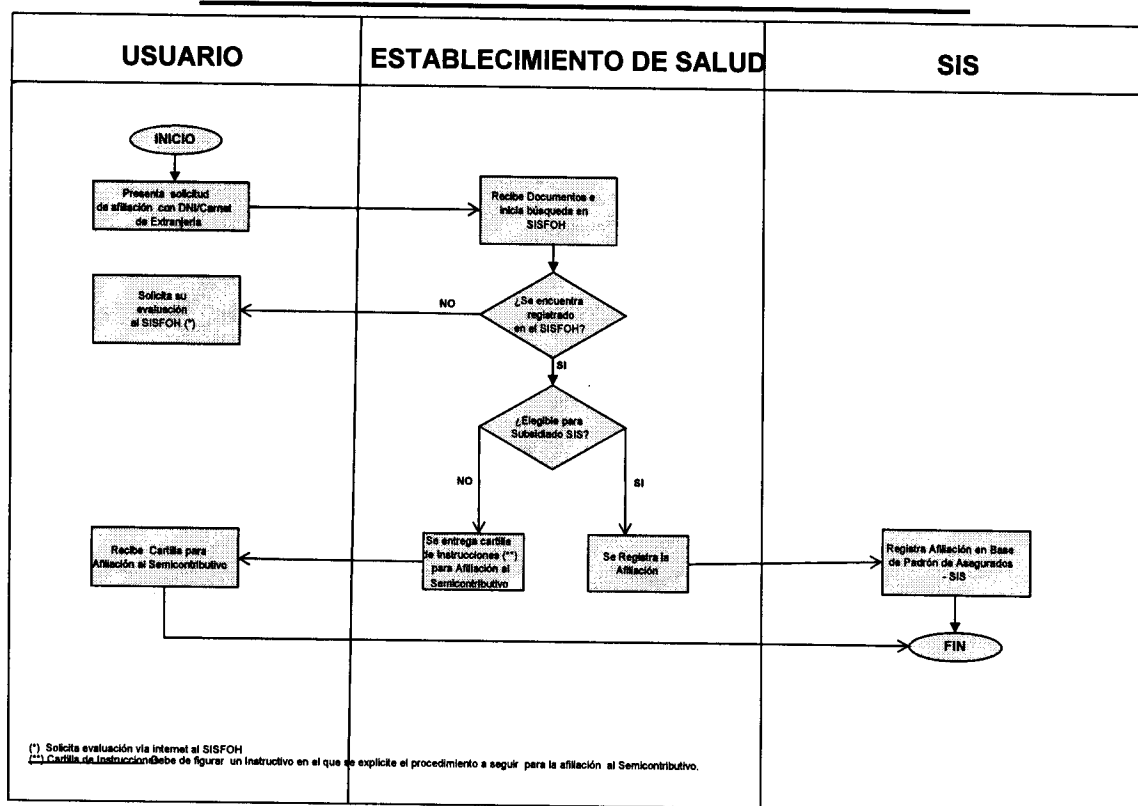 USUARIO
ESTABLECIMIENTO DE SALUD
SIS
INICIO
Presenta solicitud
de afiliación con DNI/Carnet
de Extranjería
Recibe Documentos e
inicia búsqueda en
SISFOH
Solicita su
evaluación
al SISFOH (*)
NO
¿Se encuentra
registrado
en el SISFOH?
SI
¿Elegible para
Subsidiado SIS?
NO
SI
Recibe Cartilla para
Afiliación al Semicontributivo
Se entrega cartilla
de Instrucciones (**)
para Afiliación al
Semicontributivo
Se Registra la
Afiliación
Registra Afiliación en Base
de Padrón de Asegurados
- SIS
FIN
(*) Solicita evaluación vía internet al SISFOH
(**) Cartilla de Instrucciones Debe de figurar un Instructivo en el que se explicite el procedimiento a seguir para la afiliación al Semicontributivo.